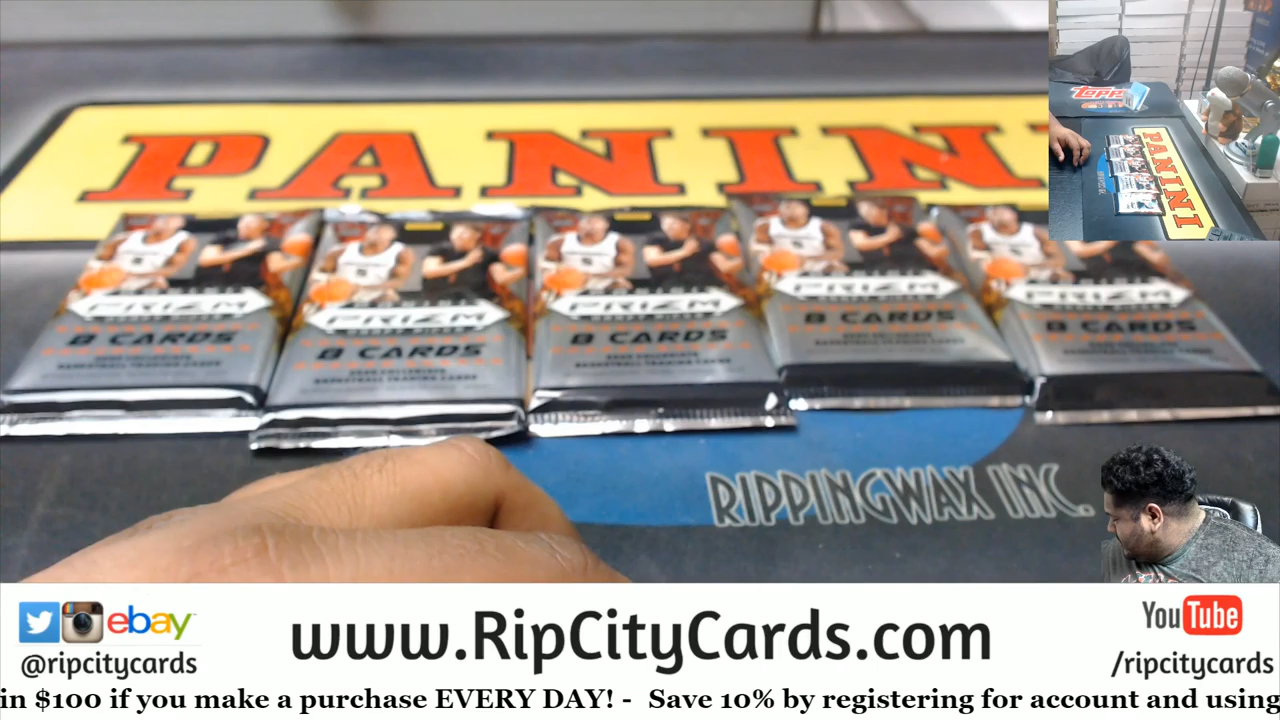 PANINI
TOPPS
PANINI
PRIZM
8 CARDS
PRIZM
8 CARDS
PRIZM
8 CARDS
PRIZM
8 CARDS
PRIZM
8 CARDS
RIPPINGWAX INC.
ebay
@ripcitycards
www.RipCityCards.com
YouTube
/ripcitycards
in $100 if you make a purchase EVERY DAY! - Save 10% by registering for account and using